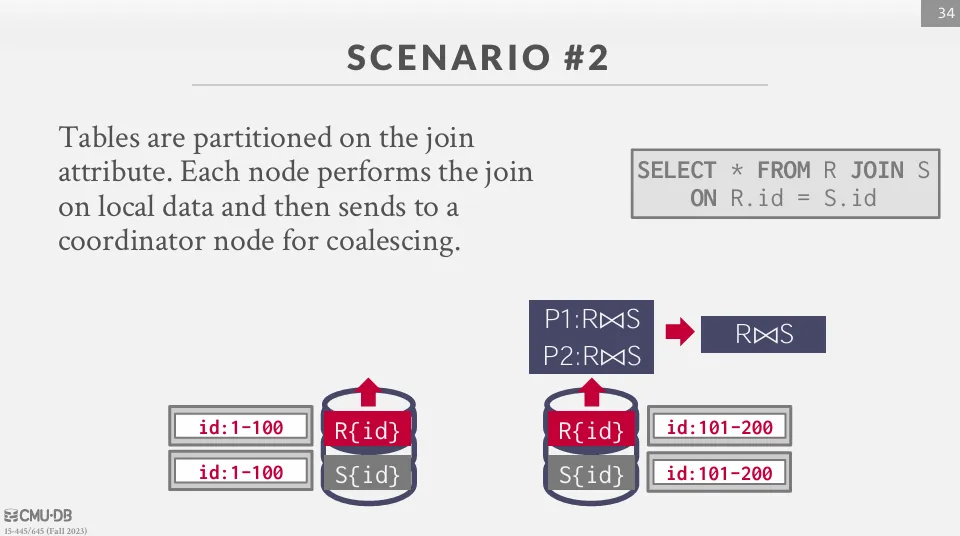 34
SCENARIO #2
Tables are partitioned on the join
attribute. Each node performs the join
on local data and then sends to a
coordinator node for coalescing.
SELECT * FROM R JOIN S
ON R.id = S.id
P1:R⋈S
P2:R⋈S
R⋈S
id:1-100
R{id}
id:1-100
S{id}
R{id}
id:101-200
S{id}
id:101-200
CMU·DB
15-445/645 (Fall 2023)